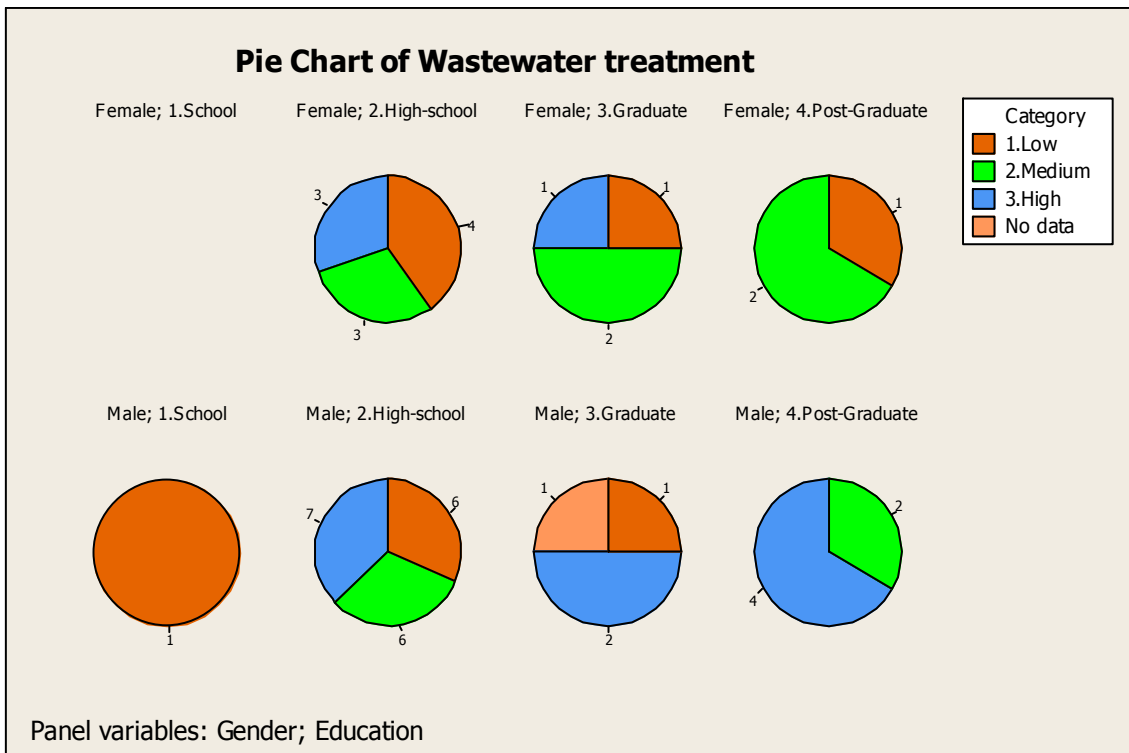 Pie Chart of Wastewater treatment
Female; 1.School
Female; 2.High-school
Female; 3.Graduate
Female; 4.Post-Graduate
Category
1.Low
2.Medium
3.High
No data
3
4
3
1
1
2
1
2
Male; 1.School
Male; 2.High-school
Male; 3.Graduate
Male; 4.Post-Graduate
1
7
6
6
1
1
2
2
4
Panel variables: Gender; Education